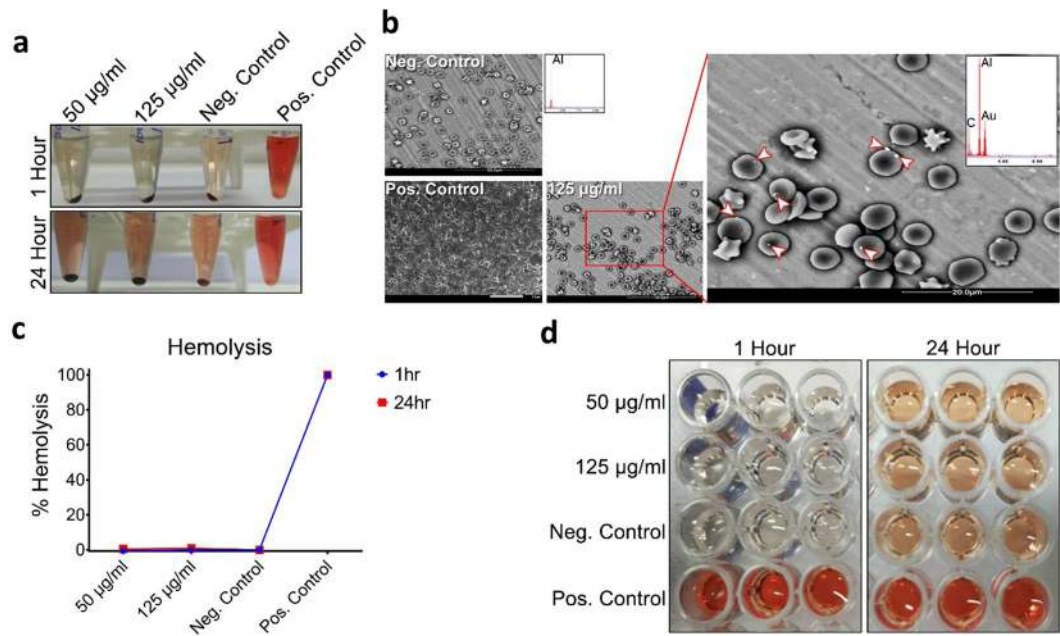 a
50 µg/ml
125 µg/ml
Neg. Control
Pos. Control
1 Hour
24 Hour
b
Neg. Control
Al
Pos. Control
125 µg/ml
Al
C
Au
20.0µm
c
Hemolysis
% Hemolysis
100
80
60
40
20
0
50 µg/ml
125 µg/ml
Neg. Control
Pos. Control
1hr
24hr
d
1 Hour
24 Hour
50 µg/ml
125 µg/ml
Neg. Control
Pos. Control